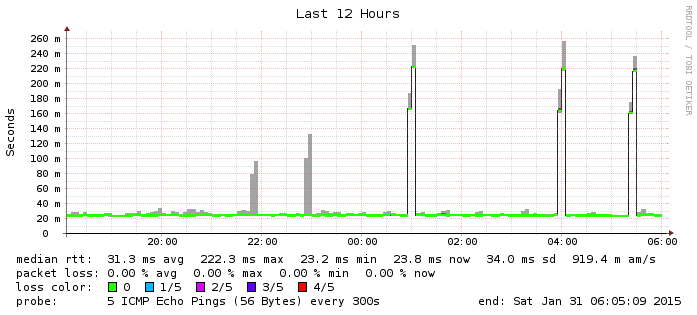 Last 12 Hours
RRDTOOL / TOBI OETIKER
Seconds
260 m
240 m
220 m
200 m
180 m
160 m
140 m
120 m
100 m
80 m
60 m
40 m
20 m
0
20:00 22:00 00:00 02:00 04:00 06:00
median rtt: 31.3 ms avg 222.3 ms max 23.2 ms min 23.8 ms now 34.0 ms sd 919.4 m am/s
packet loss: 0.00 % avg 0.00 % max 0.00 % min 0.00 % now
loss color: 0 1/5 2/5 3/5 4/5
probe: 5 ICMP Echo Pings (56 Bytes) every 300s end: Sat Jan 31 06:05:09 2015